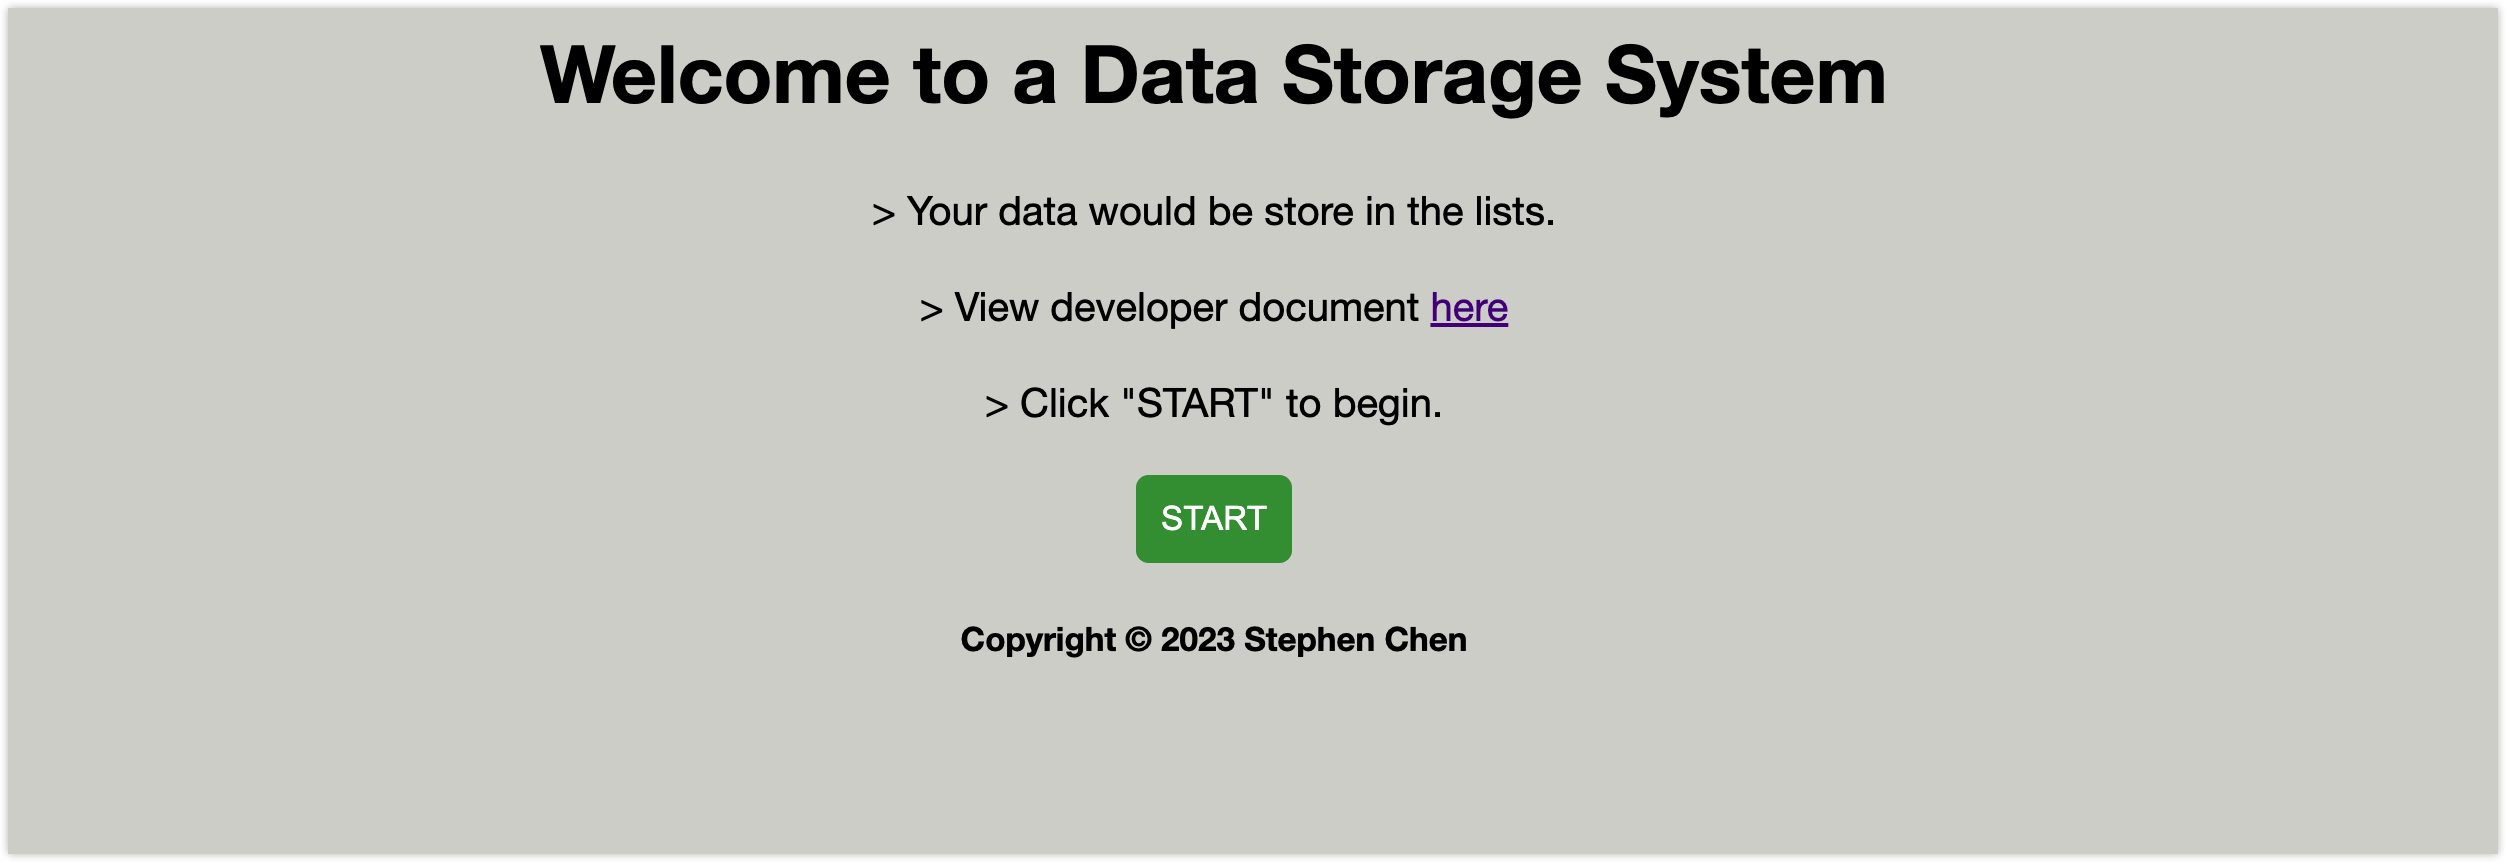 Welcome to a Data Storage System
> Your data would be store in the lists.
> View developer document here
> Click "START" to begin.
START
Copyright © 2023 Stephen Chen